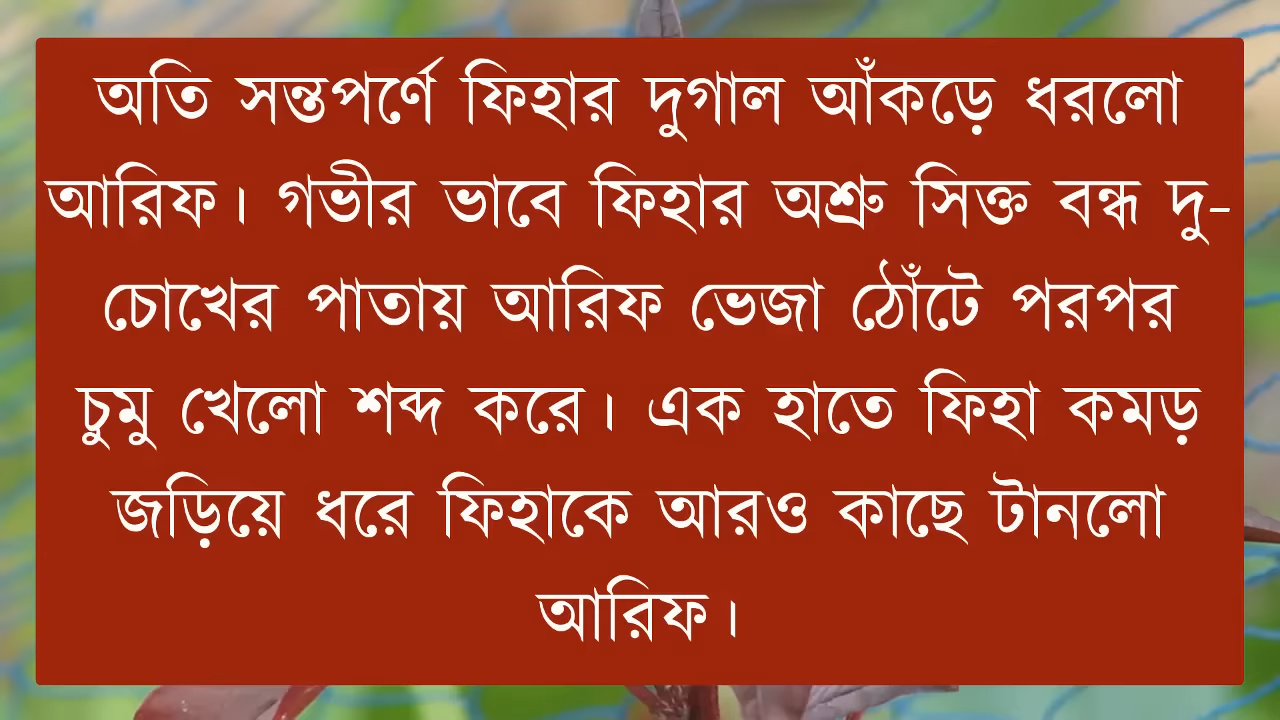 অতি সন্তপর্ণে ফিহার দুগাল আঁকড়ে ধরলো
আরিফ। গভীর ভাবে ফিহার অশ্রু সিক্ত বন্ধ দু-
চোখের পাতায় আরিফ ভেজা ঠোঁটে পরপর
চুমু খেলো শব্দ করে। এক হাতে ফিহা কমড়
জড়িয়ে ধরে ফিহাকে আরও কাছে টানলো
আরিফ।